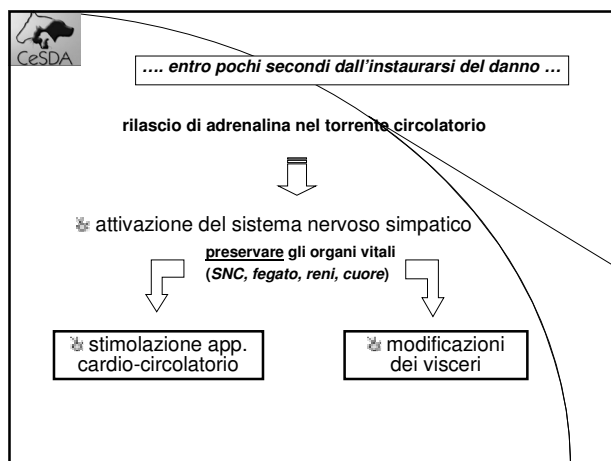 CeSDA
…. entro pochi secondi dall'instaurarsi del danno …
rilascio di adrenalina nel torrente circolatorio
attivazione del sistema nervoso simpatico
preservare gli organi vitali
(SNC, fegato, reni, cuore)
stimolazione app.
cardio-circolatorio
modificazioni
dei visceri